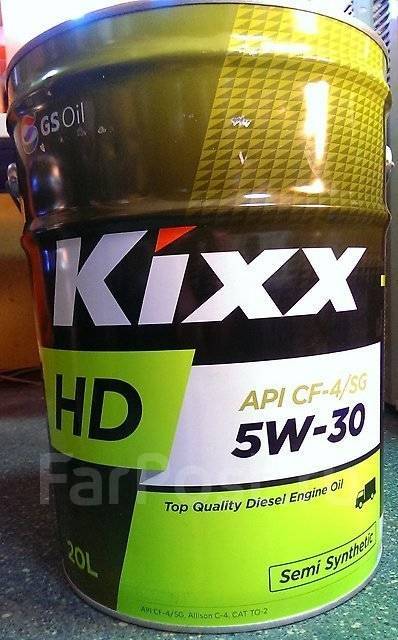 GS Oil
Kixx
HD
API CF-4/SG
5W-30
FarPost
Top Quality Diesel Engine Oil
20L
Semi Synthetic
API CF-4/SG, Allison C-4, CAT TO-2